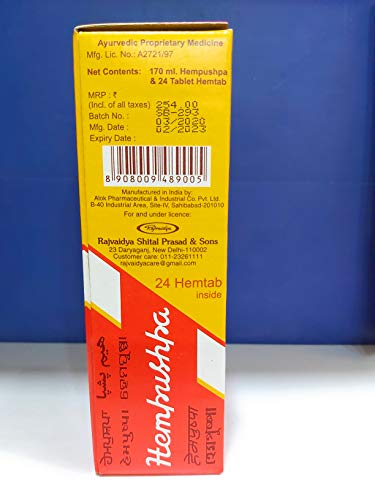 Ayurvedic Proprietary Medicine
Mfg. Lic. No.: A2721/97
Net Contents: 170 ml. Hempushpa
& 24 Tablet Hemtab
MRP : ₹
(Incl. of all taxes) 254.00
Batch No. : SB-293
Mfg. Date : 03/2020
Expiry Date : 02/2023
8 908009 489005
Manufactured in India by:
Alok Pharmaceutical & Industrial Co. Pvt. Ltd.
B-40 Industrial Area, Site-IV, Sahibabad-201010
For and under licence:
Rajvaidya
Rajvaidya Shital Prasad & Sons
23 Daryaganj, New Delhi-110002
Customer care: 011-23261111
rajvaidyacare@gmail.com
24 Hemtab
inside
Hempushpa
हेमपुष्पा